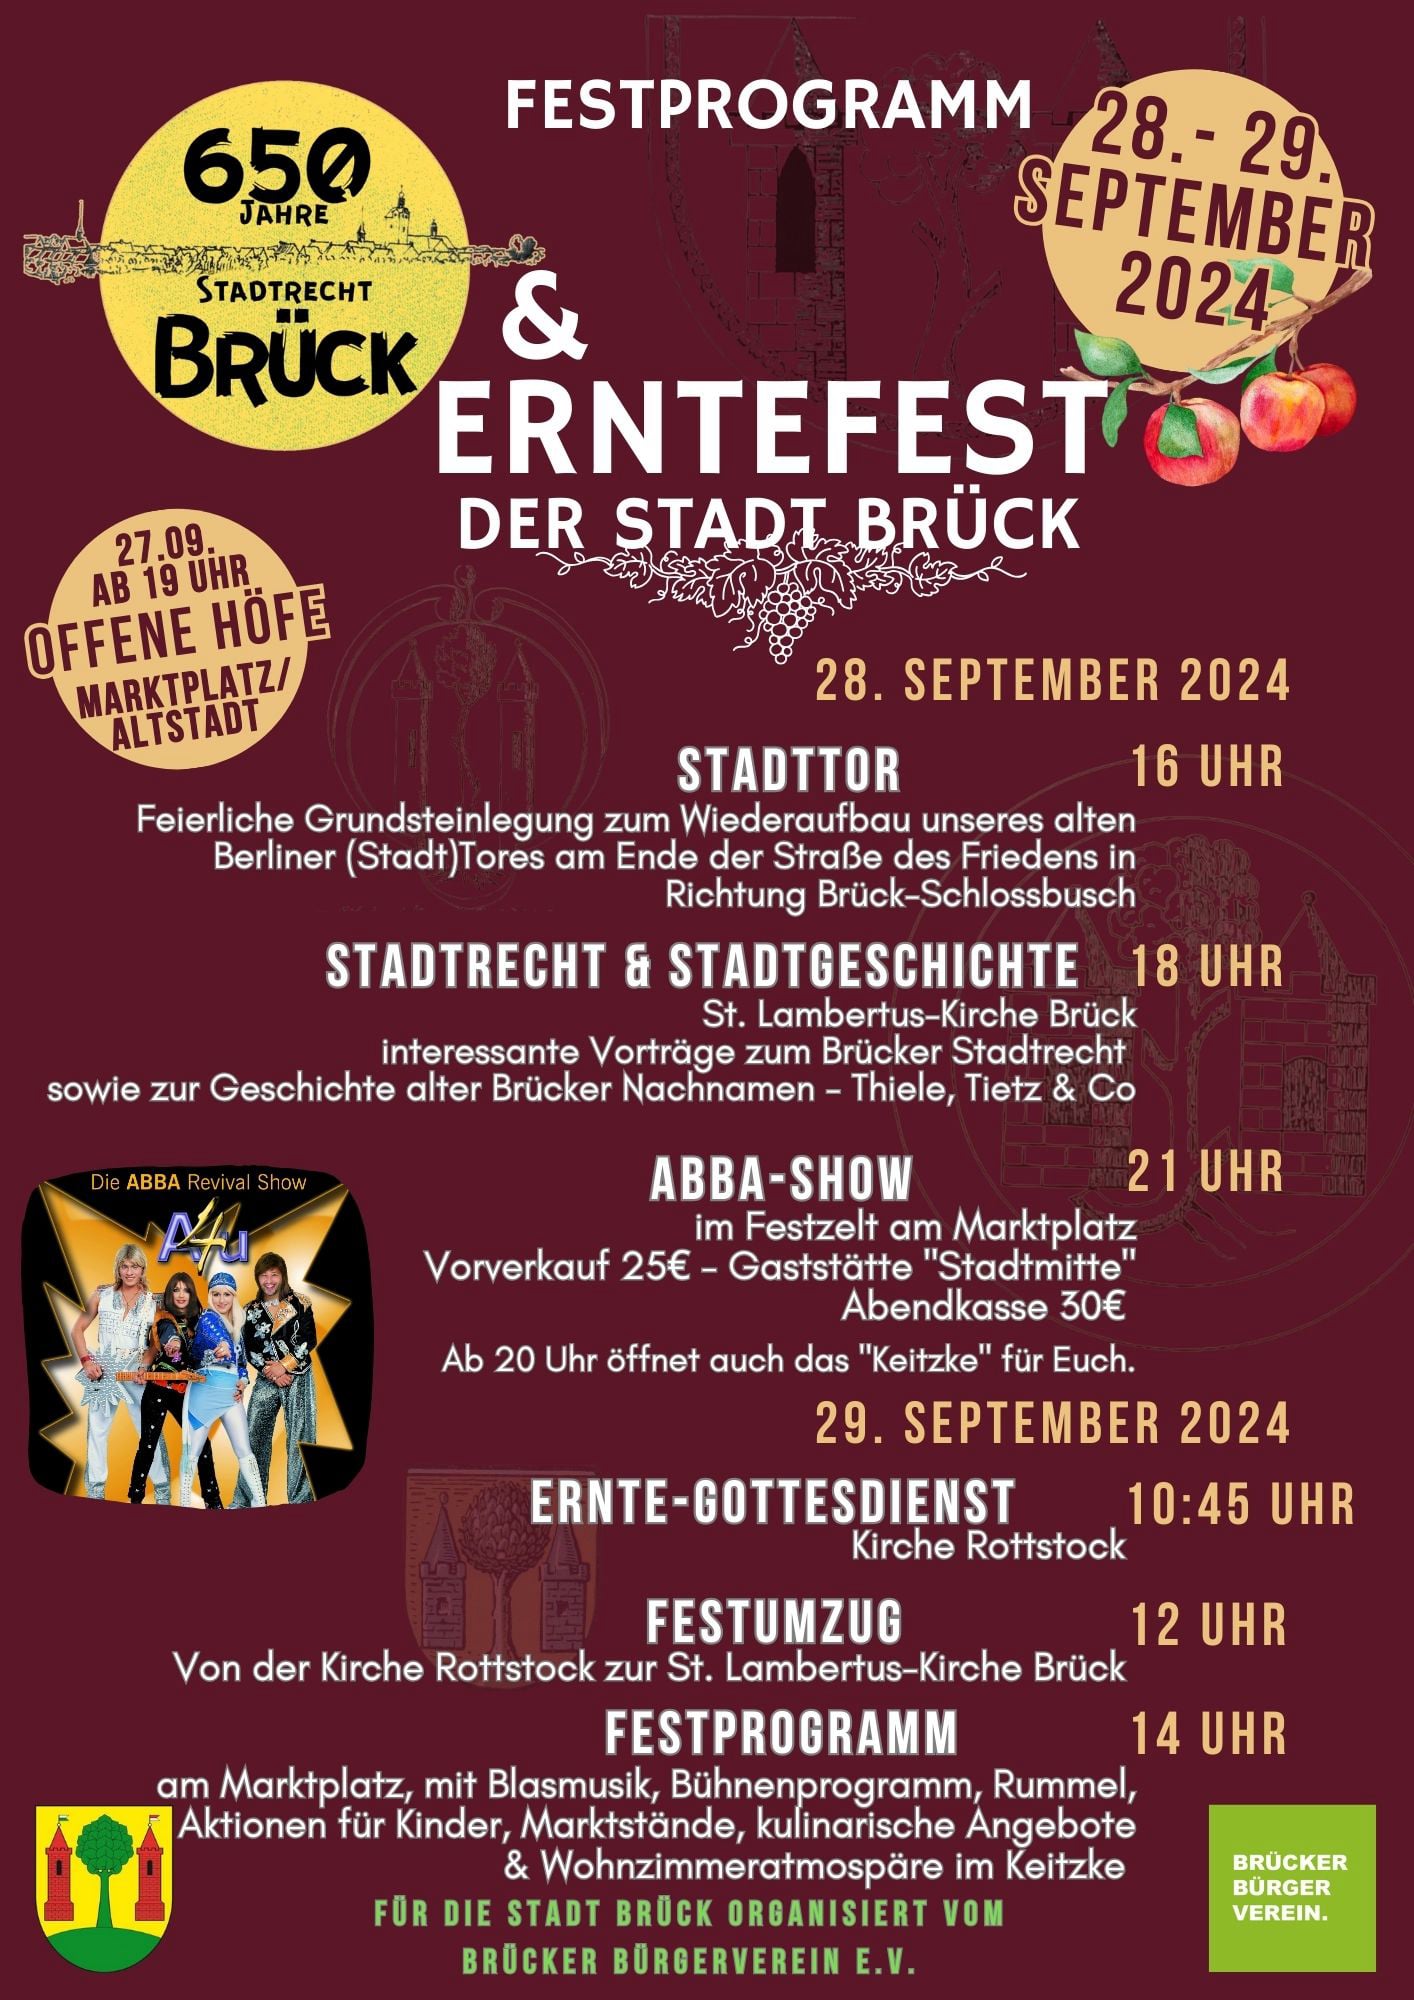 FESTPROGRAMM
28.- 29.
SEPTEMBER
2024
650
JAHRE
STADTRECHT
BRÜCK
&
ERNTEFEST
DER STADT BRÜCK
27.09.
AB 19 UHR
OFFENE HÖFE
MARKTPLATZ/
ALTSTADT
28. SEPTEMBER 2024
STADTTOR 16 UHR
Feierliche Grundsteinlegung zum Wiederaufbau unseres alten
Berliner (Stadt)Tores am Ende der Straße des Friedens in
Richtung Brück-Schlossbusch
STADTRECHT & STADTGESCHICHTE 18 UHR
St. Lambertus-Kirche Brück
interessante Vorträge zum Brücker Stadtrecht
sowie zur Geschichte alter Brücker Nachnamen - Thiele, Tietz & Co
Die ABBA Revival Show
A4u
ABBA-SHOW 21 UHR
im Festzelt am Marktplatz
Vorverkauf 25€ - Gaststätte "Stadtmitte"
Abendkasse 30€
Ab 20 Uhr öffnet auch das "Keitzke" für Euch.
29. SEPTEMBER 2024
ERNTE-GOTTESDIENST 10:45 UHR
Kirche Rottstock
FESTUMZUG 12 UHR
Von der Kirche Rottstock zur St. Lambertus-Kirche Brück
FESTPROGRAMM 14 UHR
am Marktplatz, mit Blasmusik, Bühnenprogramm, Rummel,
Aktionen für Kinder, Marktstände, kulinarische Angebote
& Wohnzimmeratmospäre im Keitzke
FÜR DIE STADT BRÜCK ORGANISIERT VOM
BRÜCKER BÜRGERVEREIN E.V.
BRÜCKER
BÜRGER
VEREIN.